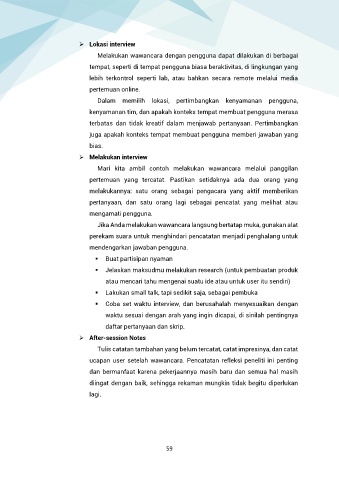 ➢ Lokasi interview
Melakukan wawancara dengan pengguna dapat dilakukan di berbagai
tempat, seperti di tempat pengguna biasa beraktivitas, di lingkungan yang
lebih terkontrol seperti lab, atau bahkan secara remote melalui media
pertemuan online.
Dalam memilih lokasi, pertimbangkan kenyamanan pengguna,
kenyamanan tim, dan apakah konteks tempat membuat pengguna merasa
terbatas dan tidak kreatif dalam menjawab pertanyaan. Pertimbangkan
juga apakah konteks tempat membuat pengguna memberi jawaban yang
bias.
➢ Melakukan interview
Mari kita ambil contoh melakukan wawancara melalui panggilan
pertemuan yang tercatat. Pastikan setidaknya ada dua orang yang
melakukannya: satu orang sebagai pengacara yang aktif memberikan
pertanyaan, dan satu orang lagi sebagai pencatat yang melihat atau
mengamati pengguna.
Jika Anda melakukan wawancara langsung bertatap muka, gunakan alat
perekam suara untuk menghindari pencatatan menjadi penghalang untuk
mendengarkan jawaban pengguna.
▪ Buat partisipan nyaman
▪ Jelaskan maksudmu melakukan research (untuk pembuatan produk
atau mencari tahu mengenai suatu ide atau untuk user itu sendiri)
▪ Lakukan small talk, tapi sedikit saja, sebagai pembuka
▪ Coba set waktu interview, dan berusahalah menyesuaikan dengan
waktu sesuai dengan arah yang ingin dicapai, di sinilah pentingnya
daftar pertanyaan dan skrip.
➢ After-session Notes
Tulis catatan tambahan yang belum tercatat, catat impresinya, dan catat
ucapan user setelah wawancara. Pencatatan refleksi peneliti ini penting
dan bermanfaat karena pekerjaannya masih baru dan semua hal masih
diingat dengan baik, sehingga rekaman mungkin tidak begitu diperlukan
lagi.
59